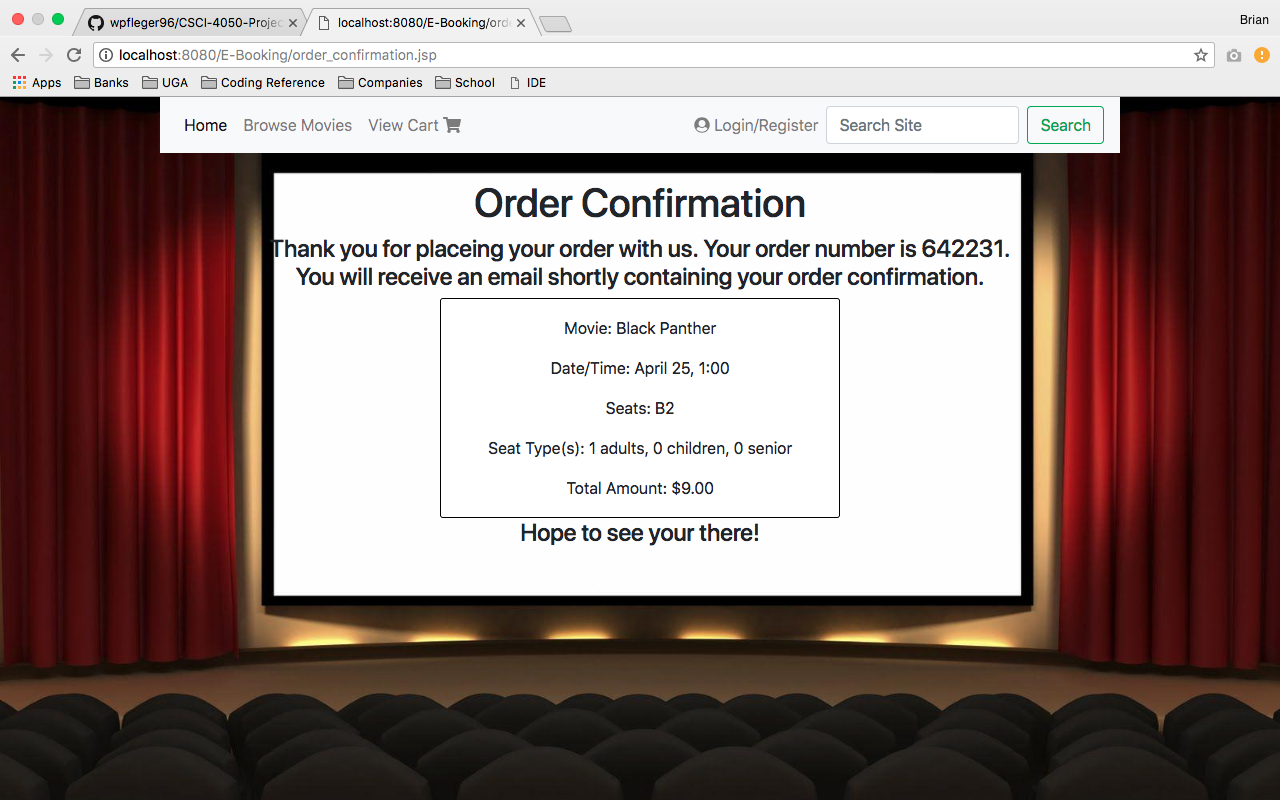 wpfleger96/CSCI-4050-Projec
localhost:8080/E-Booking/orde
Brian
localhost:8080/E-Booking/order_confirmation.jsp
Apps Banks UGA Coding Reference Companies School IDE
Home Browse Movies View Cart Login/Register Search Site Search
Order Confirmation
Thank you for placeing your order with us. Your order number is 642231.
You will receive an email shortly containing your order confirmation.
Movie: Black Panther
Date/Time: April 25, 1:00
Seats: B2
Seat Type(s): 1 adults, 0 children, 0 senior
Total Amount: $9.00
Hope to see your there!